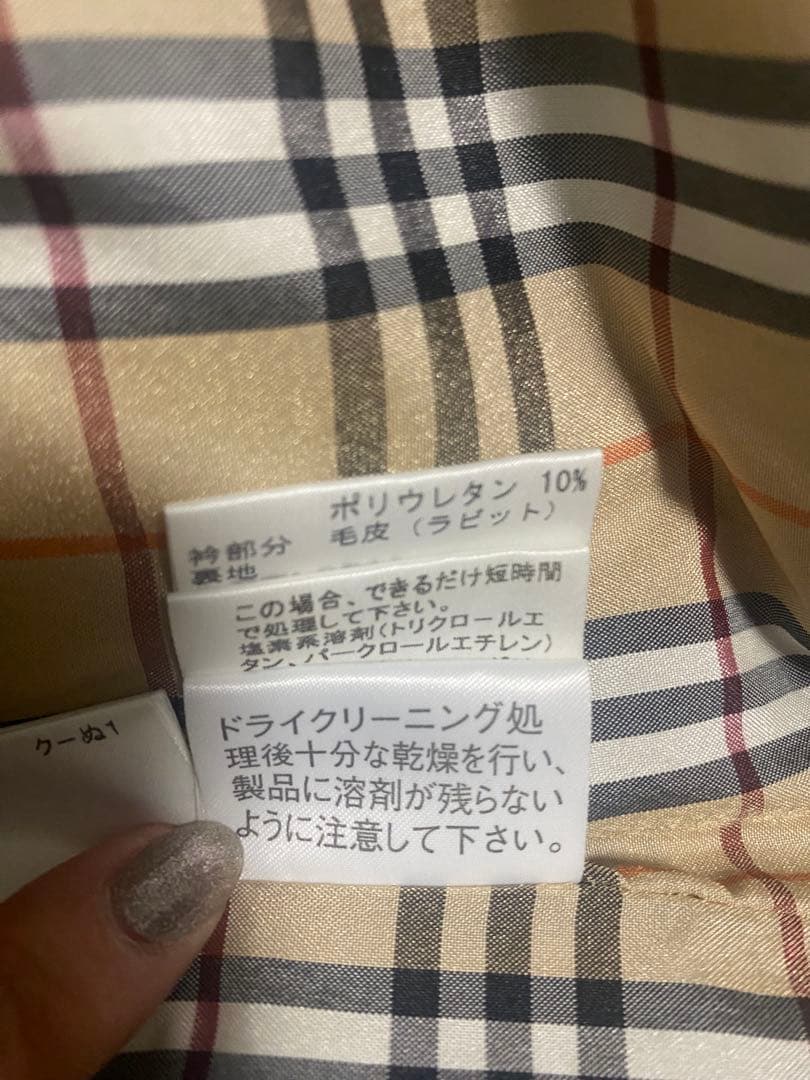 ポリウレタン 10%
衿部分 毛皮(ラビット)
裏地
この場合、できるだけ短時間
で処理して下さい。
塩素系溶剤(トリクロールエ
タン、パークロールエチレン)
ドライクリーニング処
理後十分な乾燥を行い、
製品に溶剤が残らない
ように注意して下さい。
クーぬ1